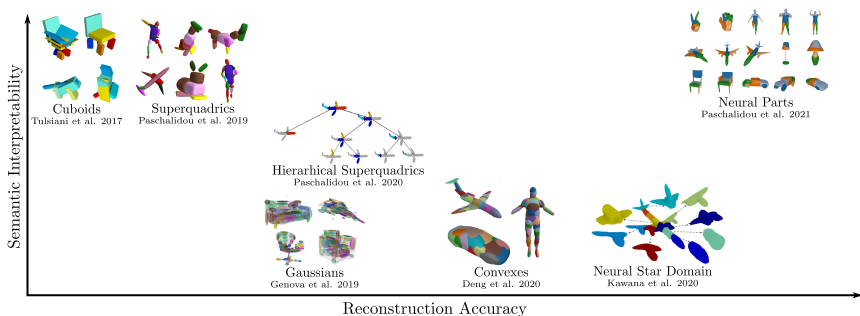 Semantic Interpretability
Cuboids
Tulsiani et al. 2017
Superquadrics
Paschalidou et al. 2019
Neural Parts
Paschalidou et al. 2021
Hierarhical Superquadrics
Paschalidou et al. 2020
Gaussians
Genova et al. 2019
Convexes
Deng et al. 2020
Neural Star Domain
Kawana et al. 2020
Reconstruction Accuracy